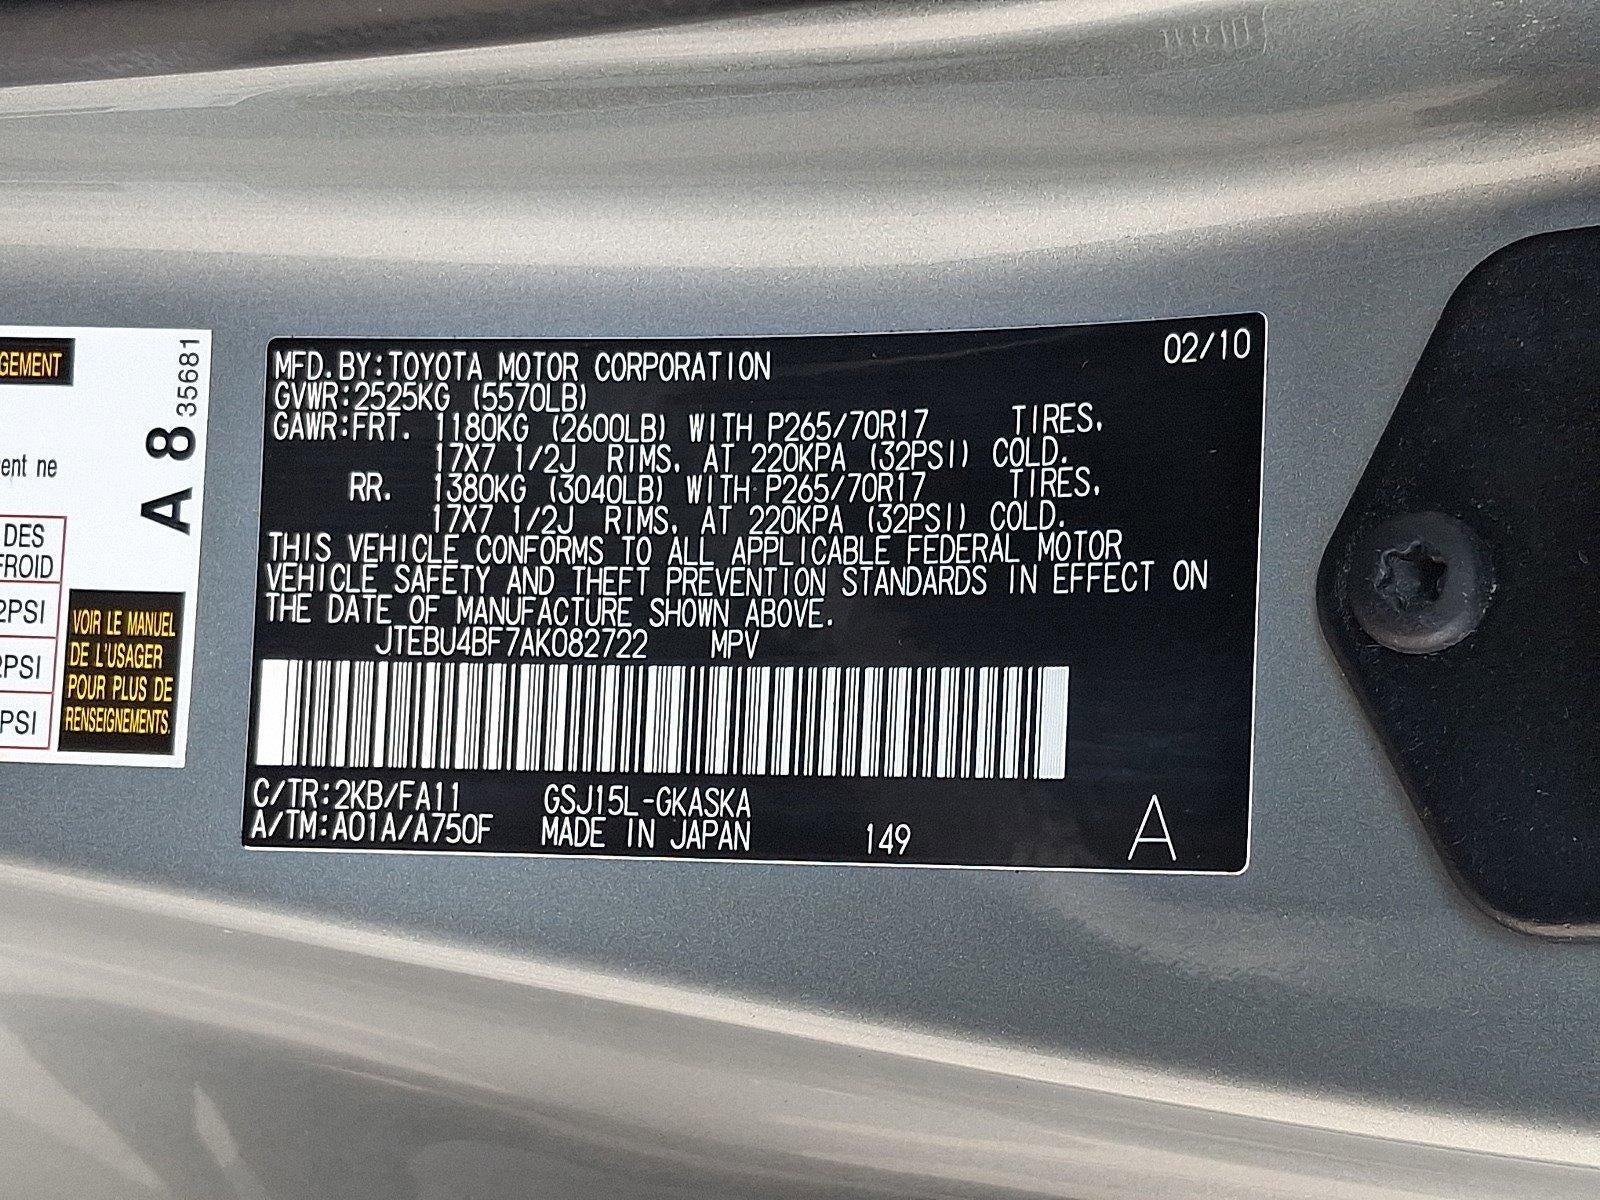 GEMENT
ent ne
DES
FROID
2PSI
2PSI
PSI
A 8 35681
VOIR LE MANUEL
DE L'USAGER
POUR PLUS DE
RENSEIGNEMENTS.
MFD.BY:TOYOTA MOTOR CORPORATION 02/10
GVWR:2525KG (5570LB)
GAWR:FRT. 1180KG (2600LB) WITH P265/70R17 TIRES,
17X7 1/2J RIMS, AT 220KPA (32PSI) COLD.
RR. 1380KG (3040LB) WITH P265/70R17 TIRES,
17X7 1/2J RIMS, AT 220KPA (32PSI) COLD.
THIS VEHICLE CONFORMS TO ALL APPLICABLE FEDERAL MOTOR
VEHICLE SAFETY AND THEFT PREVENTION STANDARDS IN EFFECT ON
THE DATE OF MANUFACTURE SHOWN ABOVE.
JTEBU4BF7AK082722 MPV
C/TR:2KB/FA11 GSJ15L-GKASKA
A/TM:A01A/A750F MADE IN JAPAN 149 A